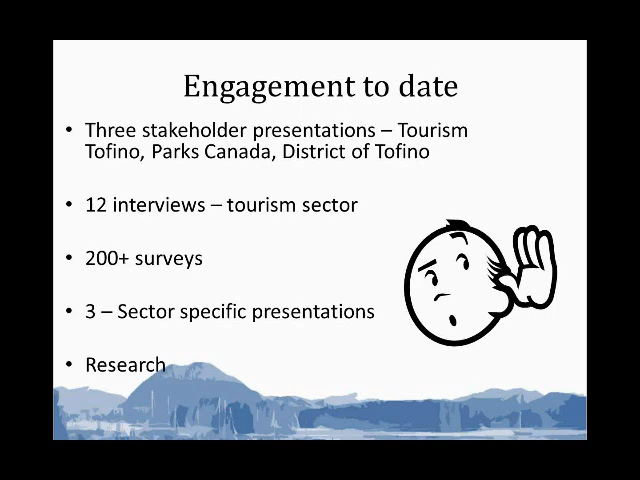 Engagement to date
• Three stakeholder presentations – Tourism
Tofino, Parks Canada, District of Tofino
• 12 interviews – tourism sector
• 200+ surveys
• 3 – Sector specific presentations
• Research